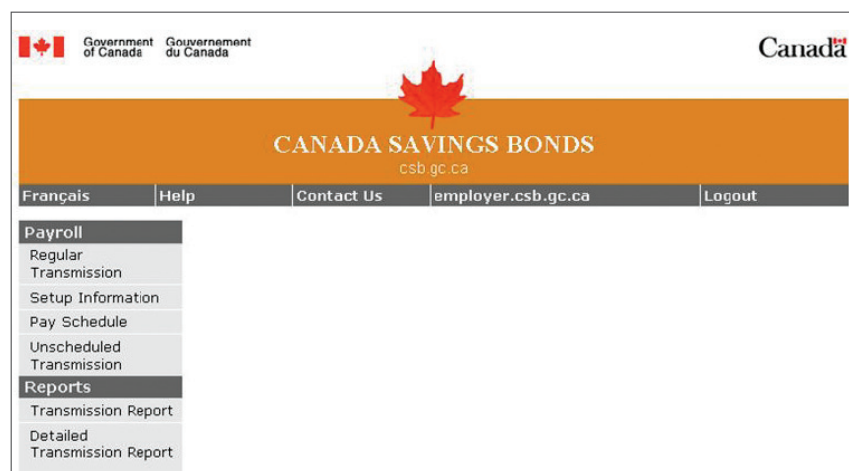 Government Gouvernement
of Canada du Canada
Canada
CANADA SAVINGS BONDS
csb.gc.ca
Français Help Contact Us employer.csb.gc.ca Logout
Payroll
Regular
Transmission
Setup Information
Pay Schedule
Unscheduled
Transmission
Reports
Transmission Report
Detailed
Transmission Report